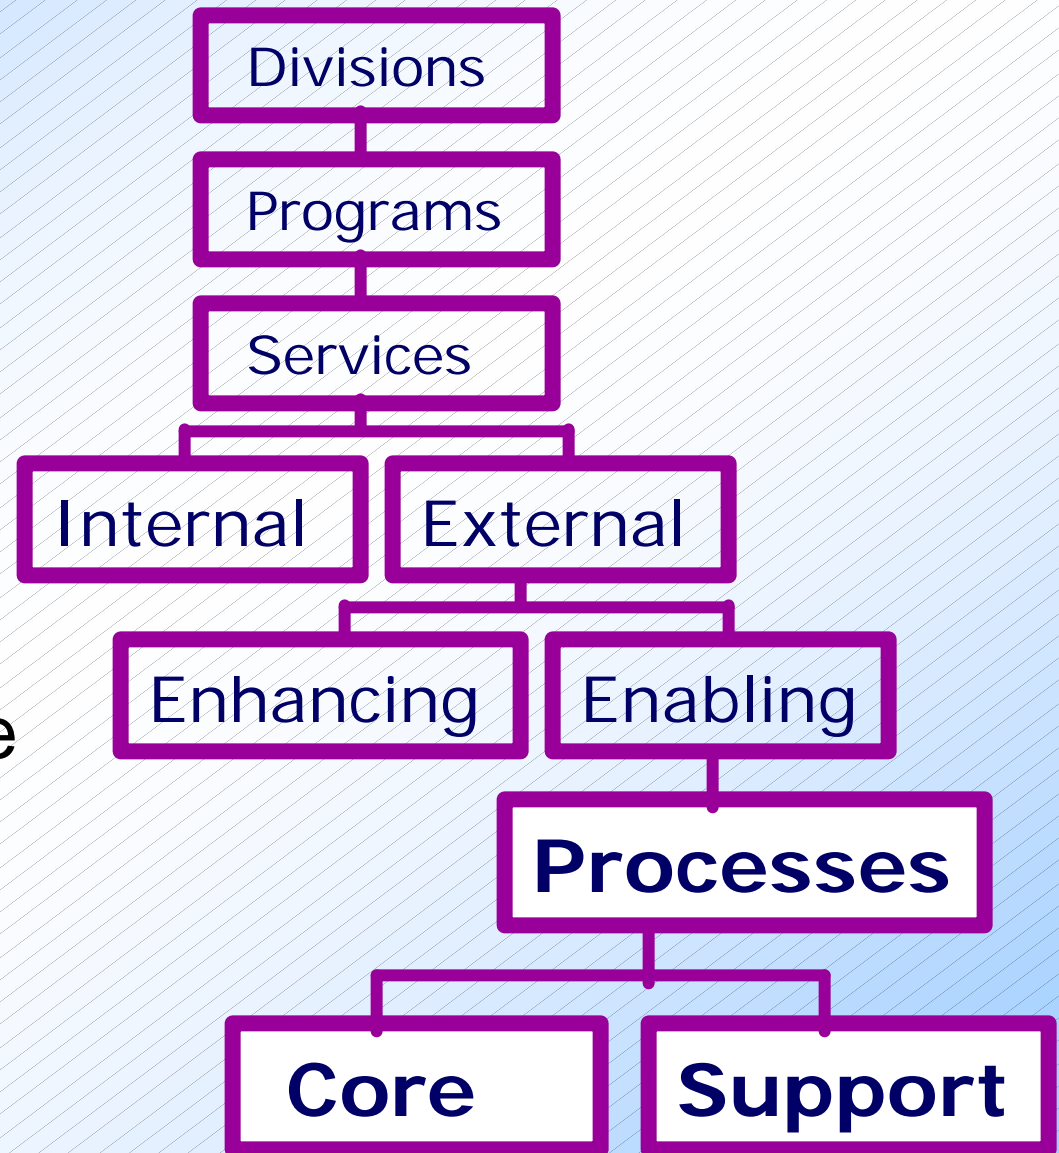 Divisions
Programs
Services
Internal External
Enhancing Enabling
e
Processes
Core Support